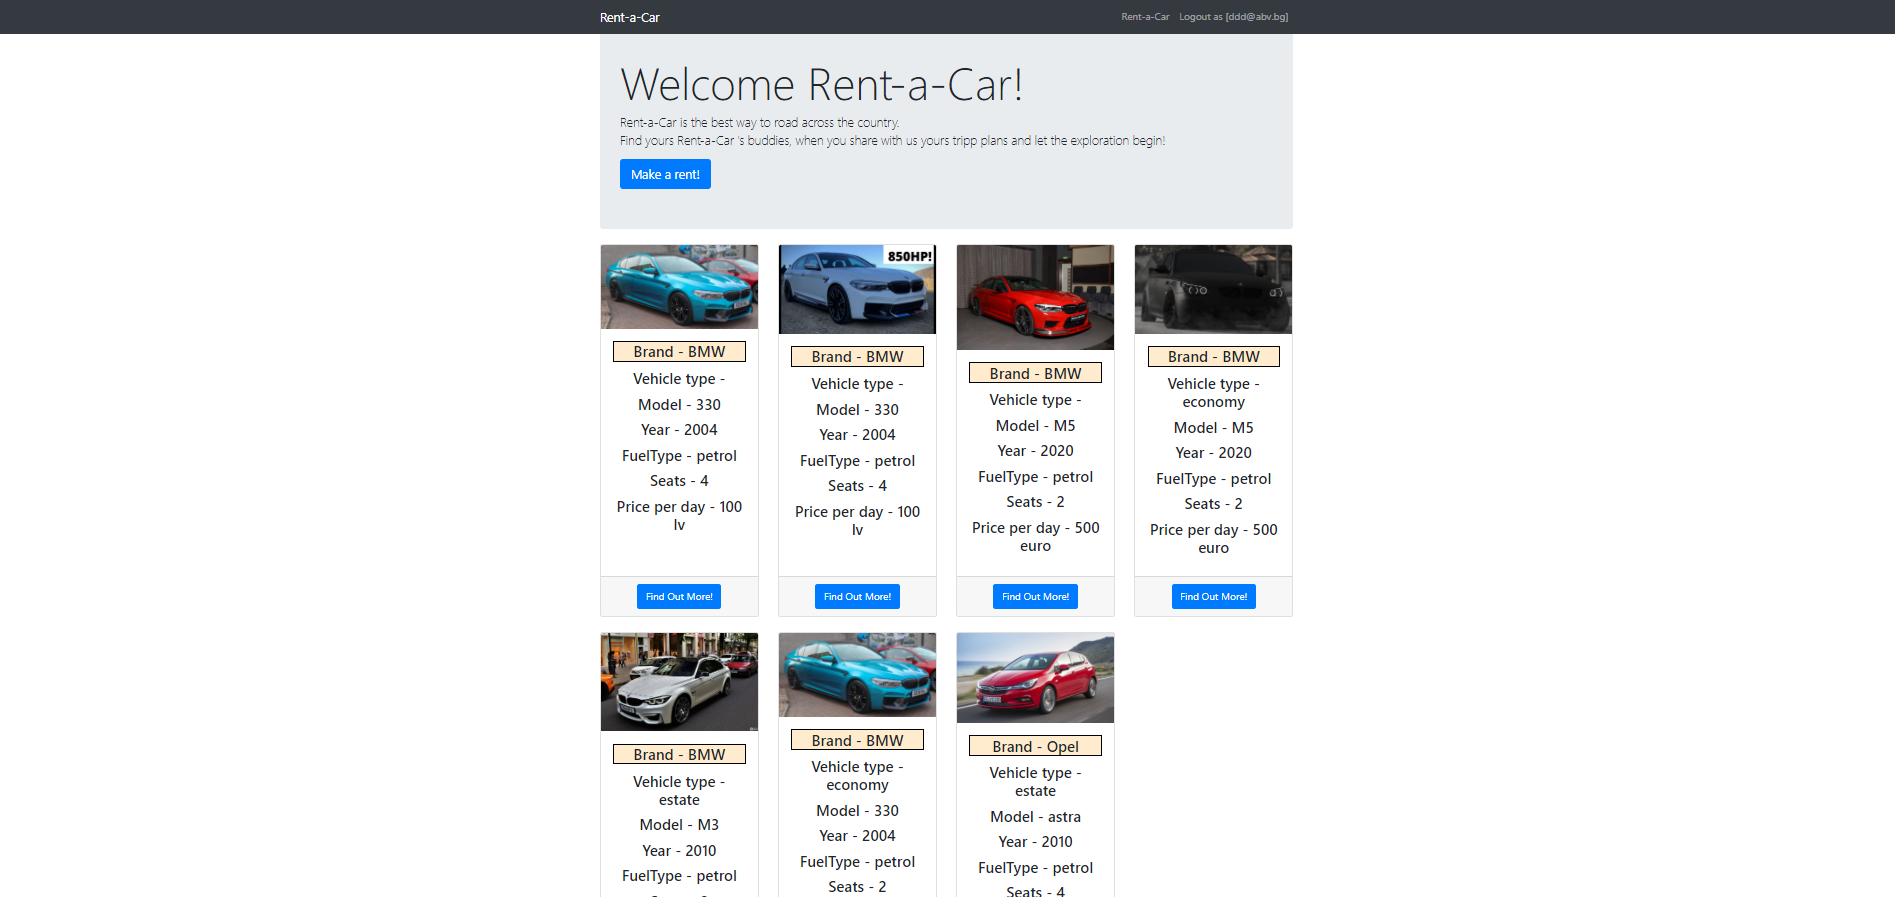 Rent-a-Car
Rent-a-Car Logout as [ddd@abv.bg]
Welcome Rent-a-Car!
Rent-a-Car is the best way to road across the country.
Find yours Rent-a-Car 's buddies, when you share with us yours tripp plans and let the exploration begin!
Make a rent!
Brand - BMW
Vehicle type -
Model - 330
Year - 2004
FuelType - petrol
Seats - 4
Price per day - 100
lv
Find Out More!
850HP!
Brand - BMW
Vehicle type -
Model - 330
Year - 2004
FuelType - petrol
Seats - 4
Price per day - 100
lv
Find Out More!
Brand - BMW
Vehicle type -
Model - M5
Year - 2020
FuelType - petrol
Seats - 2
Price per day - 500
euro
Find Out More!
Brand - BMW
Vehicle type -
economy
Model - M5
Year - 2020
FuelType - petrol
Seats - 2
Price per day - 500
euro
Find Out More!
Brand - BMW
Vehicle type -
estate
Model - M3
Year - 2010
FuelType - petrol
Brand - BMW
Vehicle type -
economy
Model - 330
Year - 2004
FuelType - petrol
Seats - 2
Brand - Opel
Vehicle type -
estate
Model - astra
Year - 2010
FuelType - petrol
Seats - 4